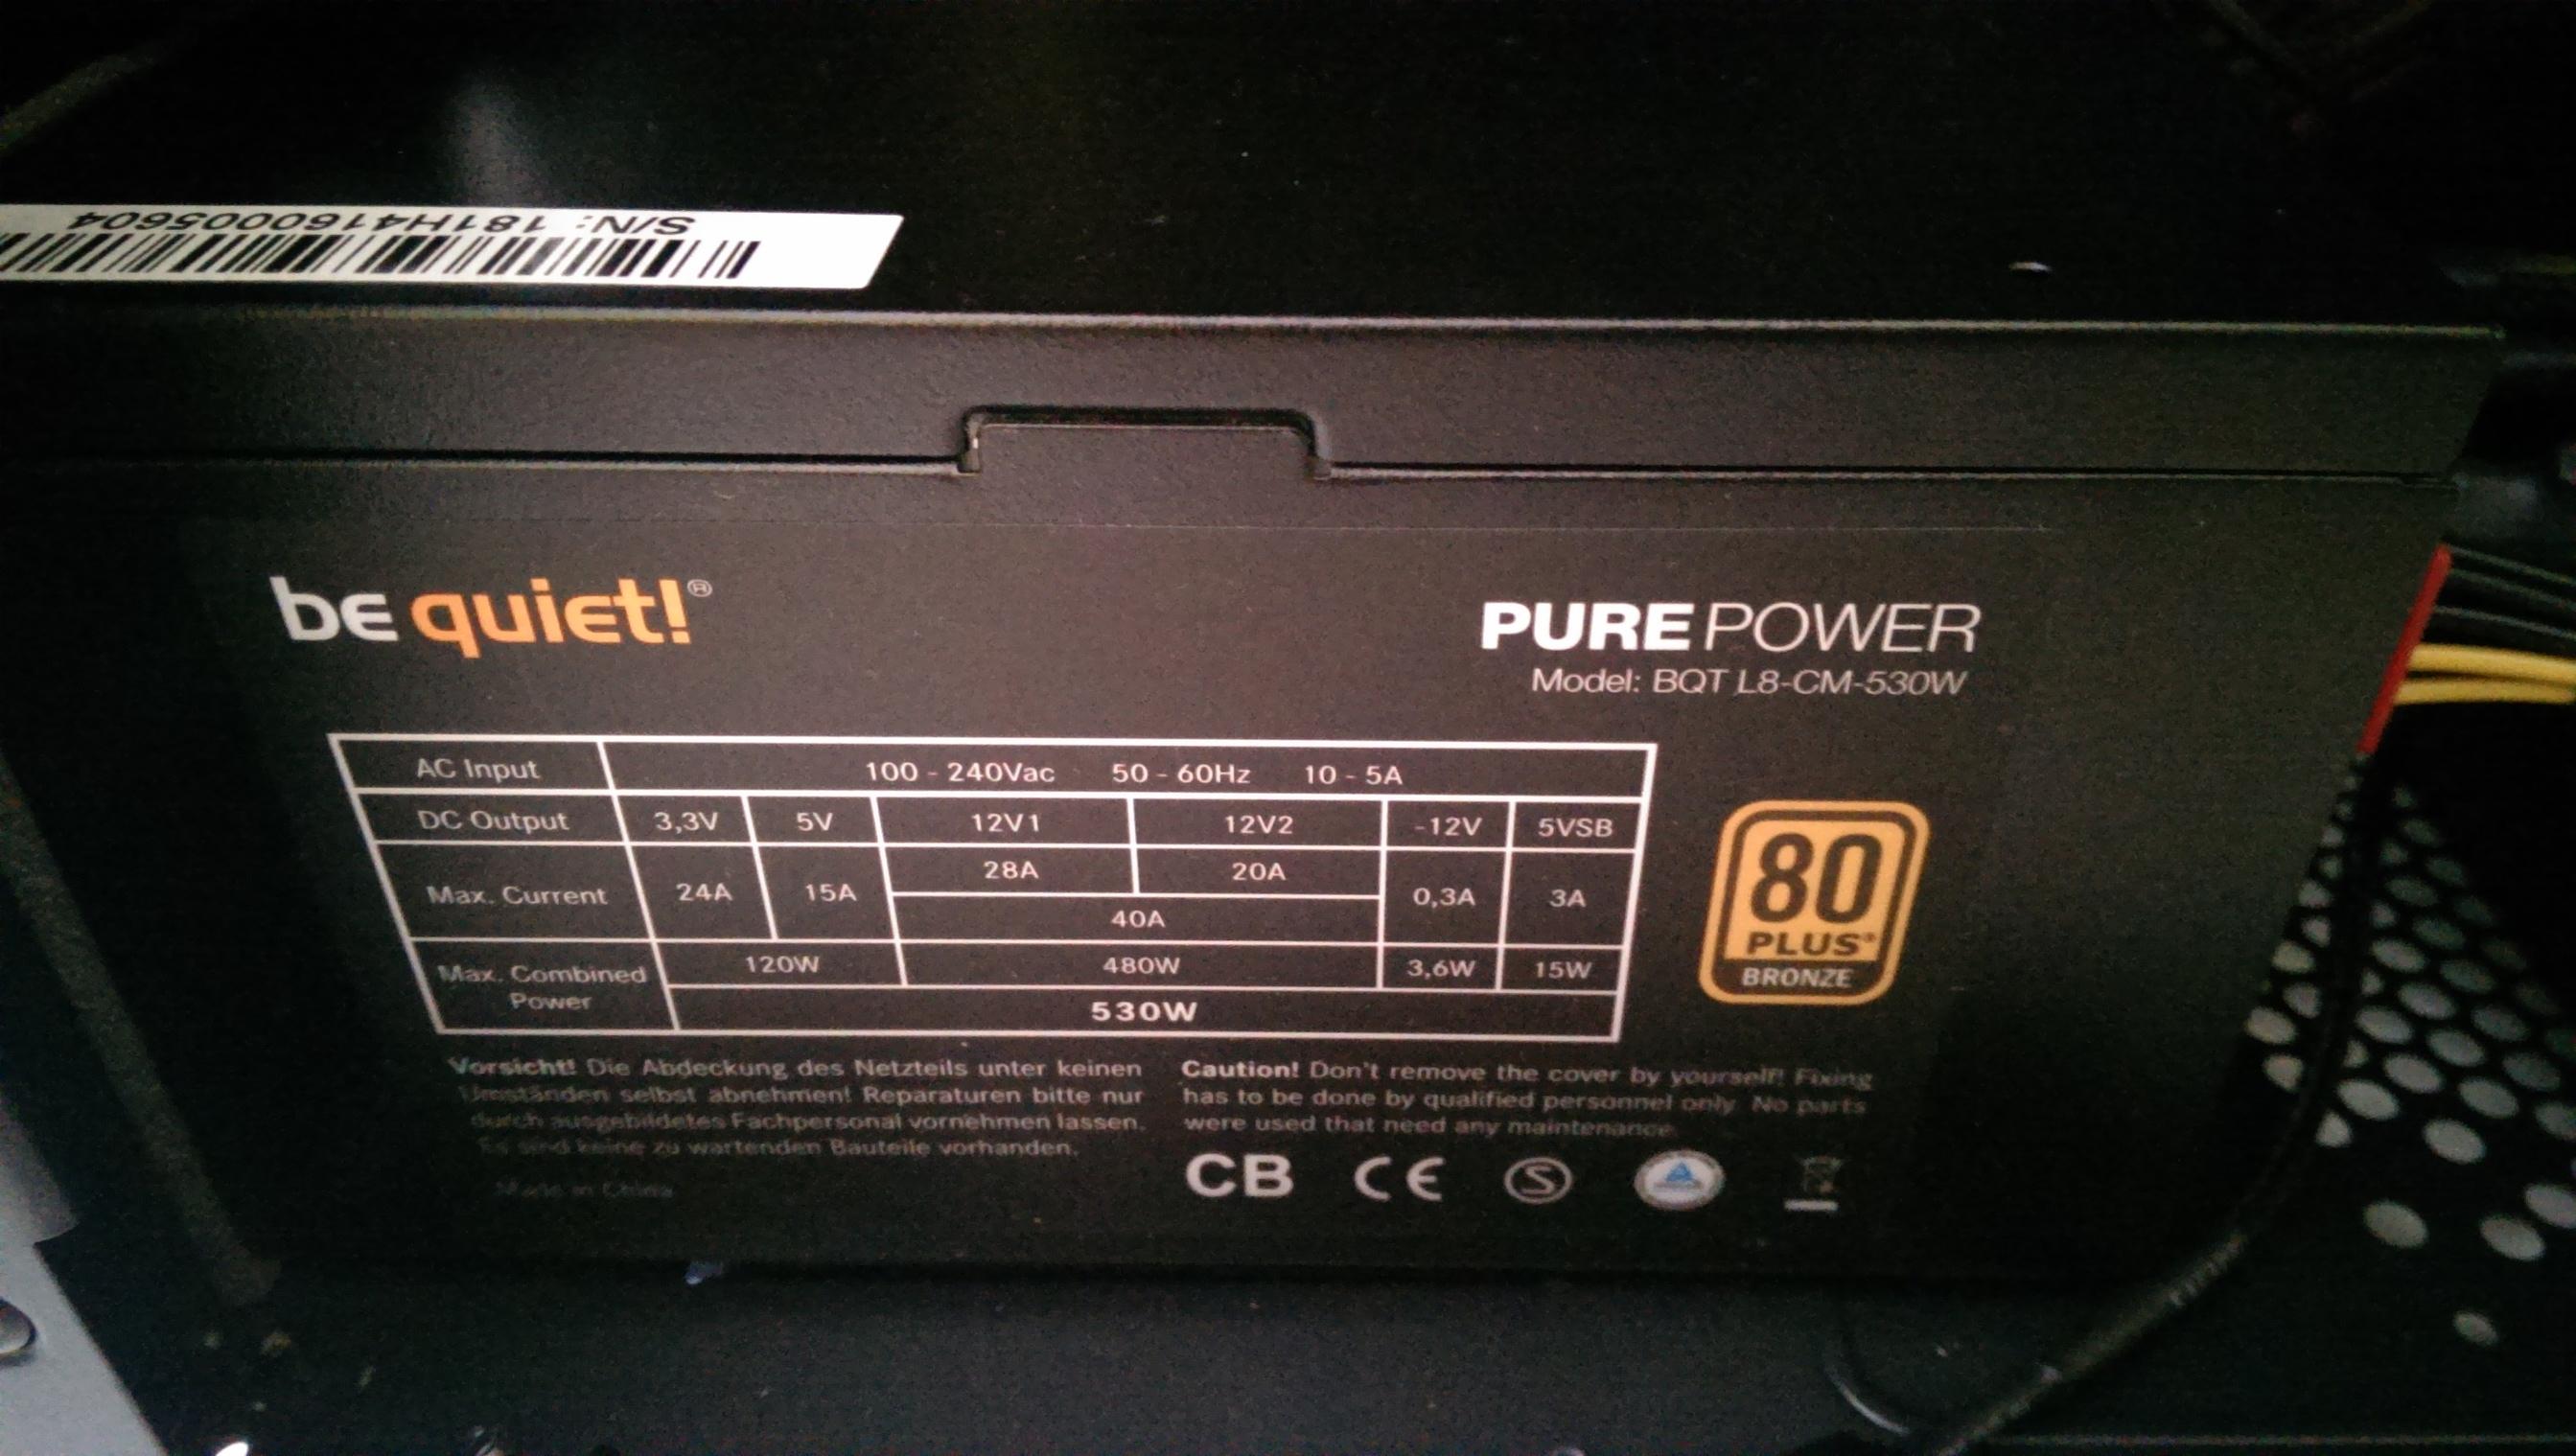 S/N: 181H4160005604
be quiet!®
PURE POWER
Model: BQT L8-CM-530W
AC Input 100 - 240Vac 50 - 60Hz 10 - 5A
DC Output 3,3V 5V 12V1 12V2 -12V 5VSB
Max. Current 24A 15A 28A 20A 0,3A 3A
40A
Max. Combined Power 120W 480W 3,6W 15W
530W
80
PLUS®
BRONZE
Vorsicht! Die Abdeckung des Netzteils unter keinen
Umständen selbst abnehmen! Reparaturen bitte nur
durch ausgebildetes Fachpersonal vornehmen lassen.
Es sind keine zu wartenden Bauteile vorhanden.
Made in China
Caution! Don't remove the cover by yourself! Fixing
has to be done by qualified personnel only. No parts
were used that need any maintenance.
CB CE S